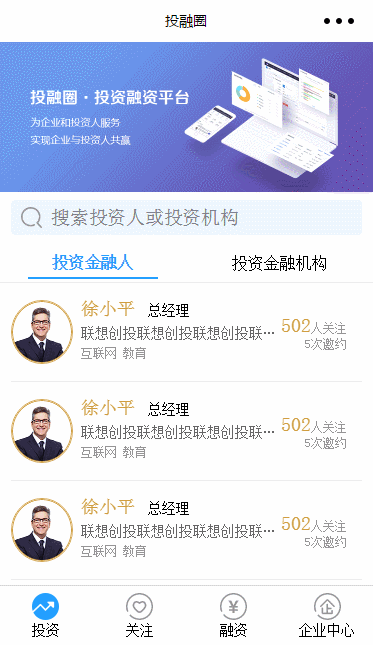 投融圈
投融圈·投资融资平台
为企业和投资人服务
实现企业与投资人共赢
搜索投资人或投资机构
投资金融人 投资金融机构
徐小平 总经理
联想创投联想创投联想创投联… 502人关注
互联网 教育 5次邀约
徐小平 总经理
联想创投联想创投联想创投联… 502人关注
互联网 教育 5次邀约
徐小平 总经理
联想创投联想创投联想创投联… 502人关注
互联网 教育 5次邀约
投资 关注 融资 企业中心